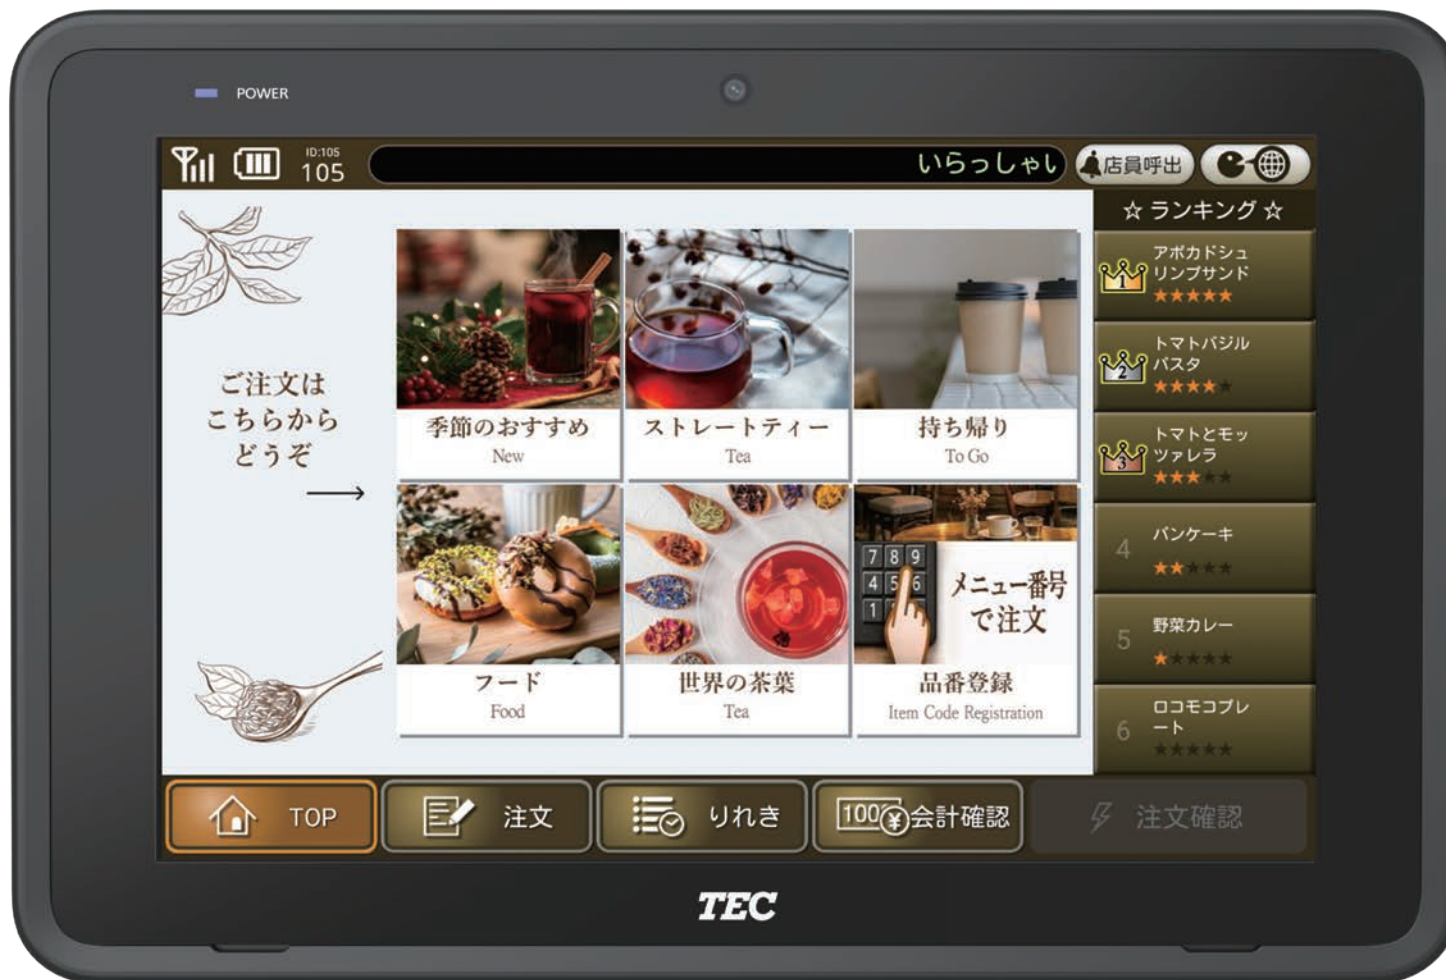 POWER
ID:105
105
いらっしゃい
店員呼出
☆ ランキング ☆
ご注文は
こちらから
どうぞ
季節のおすすめ
New
ストレートティー
Tea
持ち帰り
To Go
フード
Food
世界の茶葉
Tea
7 8 9
4 5 6
1
メニュー番号
で注文
品番登録
Item Code Registration
1
アボカドシュ
リンプサンド
★★★★★
2
トマトバジル
パスタ
★★★★★
3
トマトとモッ
ツァレラ
★★★★★
4
パンケーキ
★★★★★
5
野菜カレー
★★★★★
6
ロコモコプレ
ート
★★★★★
TOP
注文
りれき
会計確認
注文確認
TEC